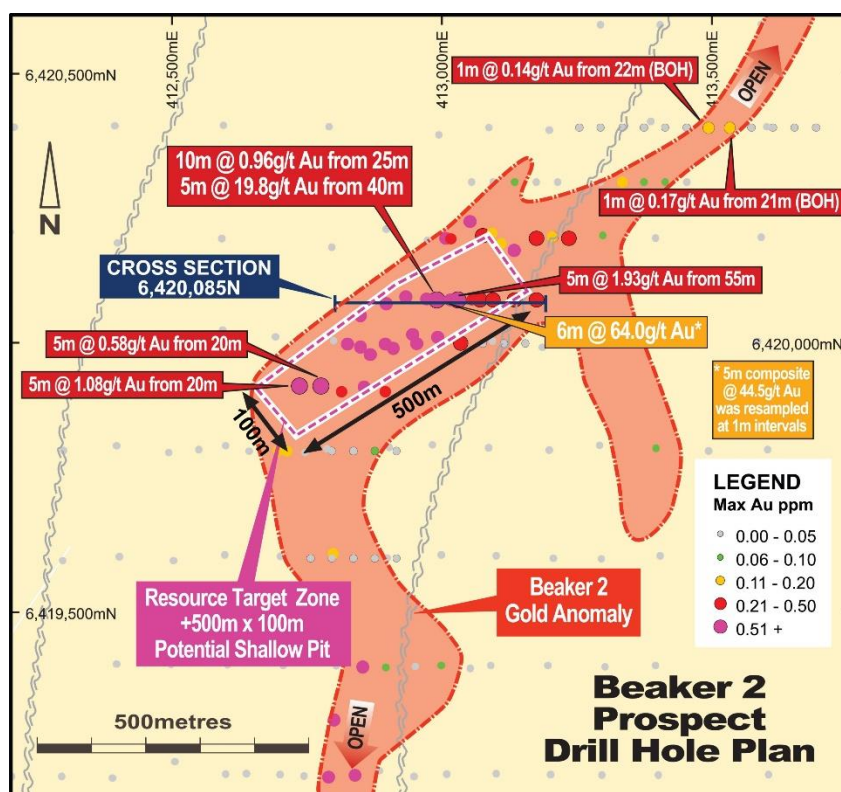 412,500mE
413,000mE
413,500mE
6,420,500mN
1m @ 0.14g/t Au from 22m (BOH)
OPEN
10m @ 0.96g/t Au from 25m
5m @ 19.8g/t Au from 40m
N
1m @ 0.17g/t Au from 21m (BOH)
CROSS SECTION
6,420,085N
5m @ 1.93g/t Au from 55m
5m @ 0.58g/t Au from 20m
6m @ 64.0g/t Au*
6,420,000mN
5m @ 1.08g/t Au from 20m
* 5m composite
@ 44.5g/t Au
was resampled
at 1m intervals
100m
500m
LEGEND
Max Au ppm
0.00 - 0.05
0.06 - 0.10
0.11 - 0.20
0.21 - 0.50
0.51 +
Resource Target Zone
+500m x 100m
Potential Shallow Pit
Beaker 2
Gold Anomaly
6,419,500mN
500metres
OPEN
Beaker 2
Prospect
Drill Hole Plan